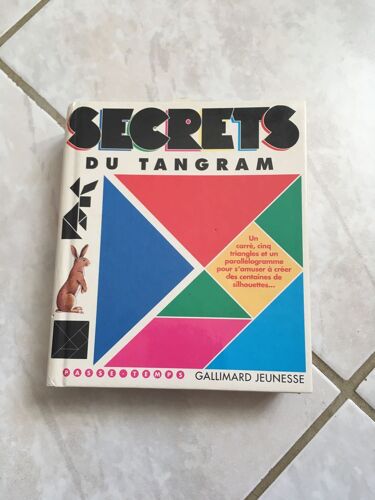 SECRETS
DU TANGRAM
Un
carré, cinq
triangles et un
parallélogramme
pour s'amuser à créer
des centaines de
silhouettes...
PASSE-TEMPS
GALLIMARD JEUNESSE